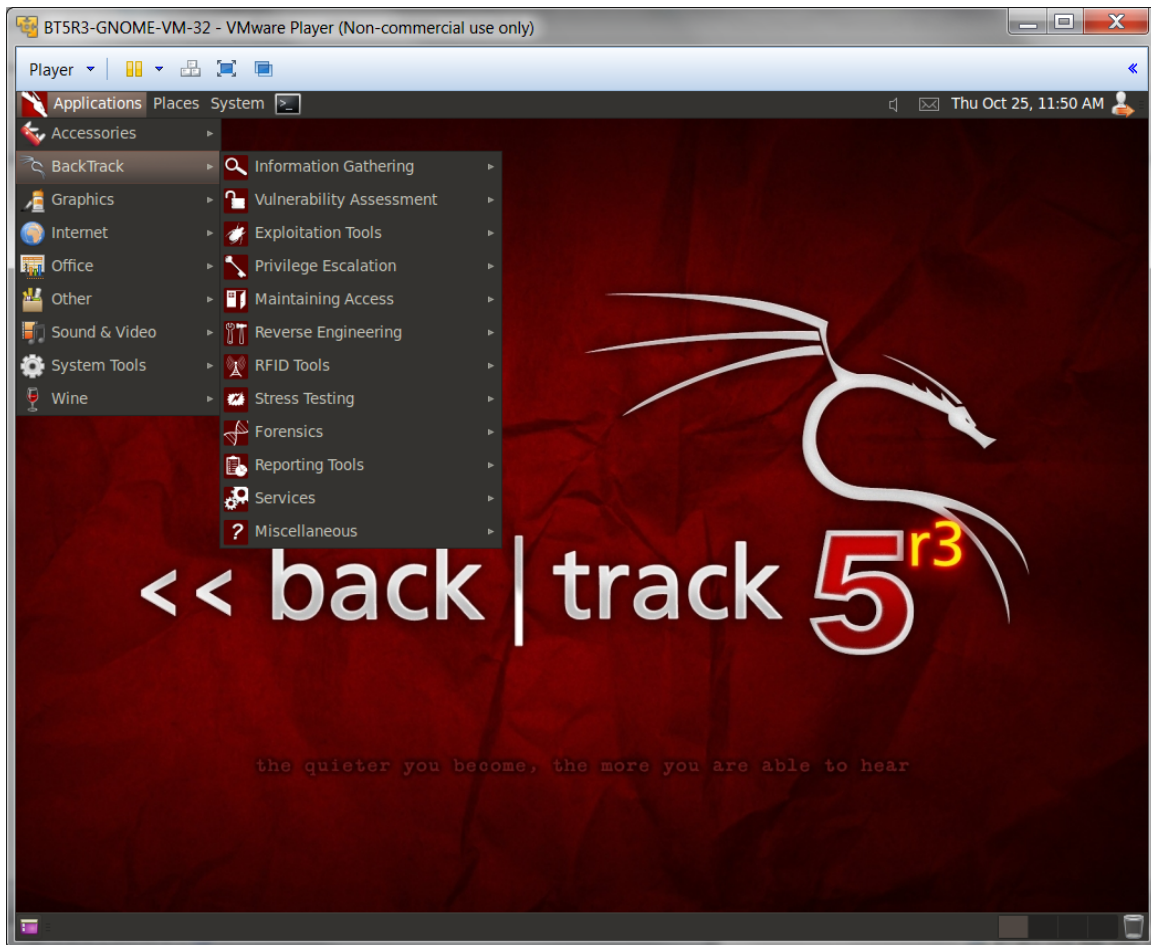 BT5R3-GNOME-VM-32 - VMware Player (Non-commercial use only)
Player
Applications Places System Thu Oct 25, 11:50 AM
Accessories
BackTrack
Graphics
Internet
Office
Other
Sound & Video
System Tools
Wine
Information Gathering
Vulnerability Assessment
Exploitation Tools
Privilege Escalation
Maintaining Access
Reverse Engineering
RFID Tools
Stress Testing
Forensics
Reporting Tools
Services
Miscellaneous
<< back | track 5 r3
the quieter you become, the more you are able to hear